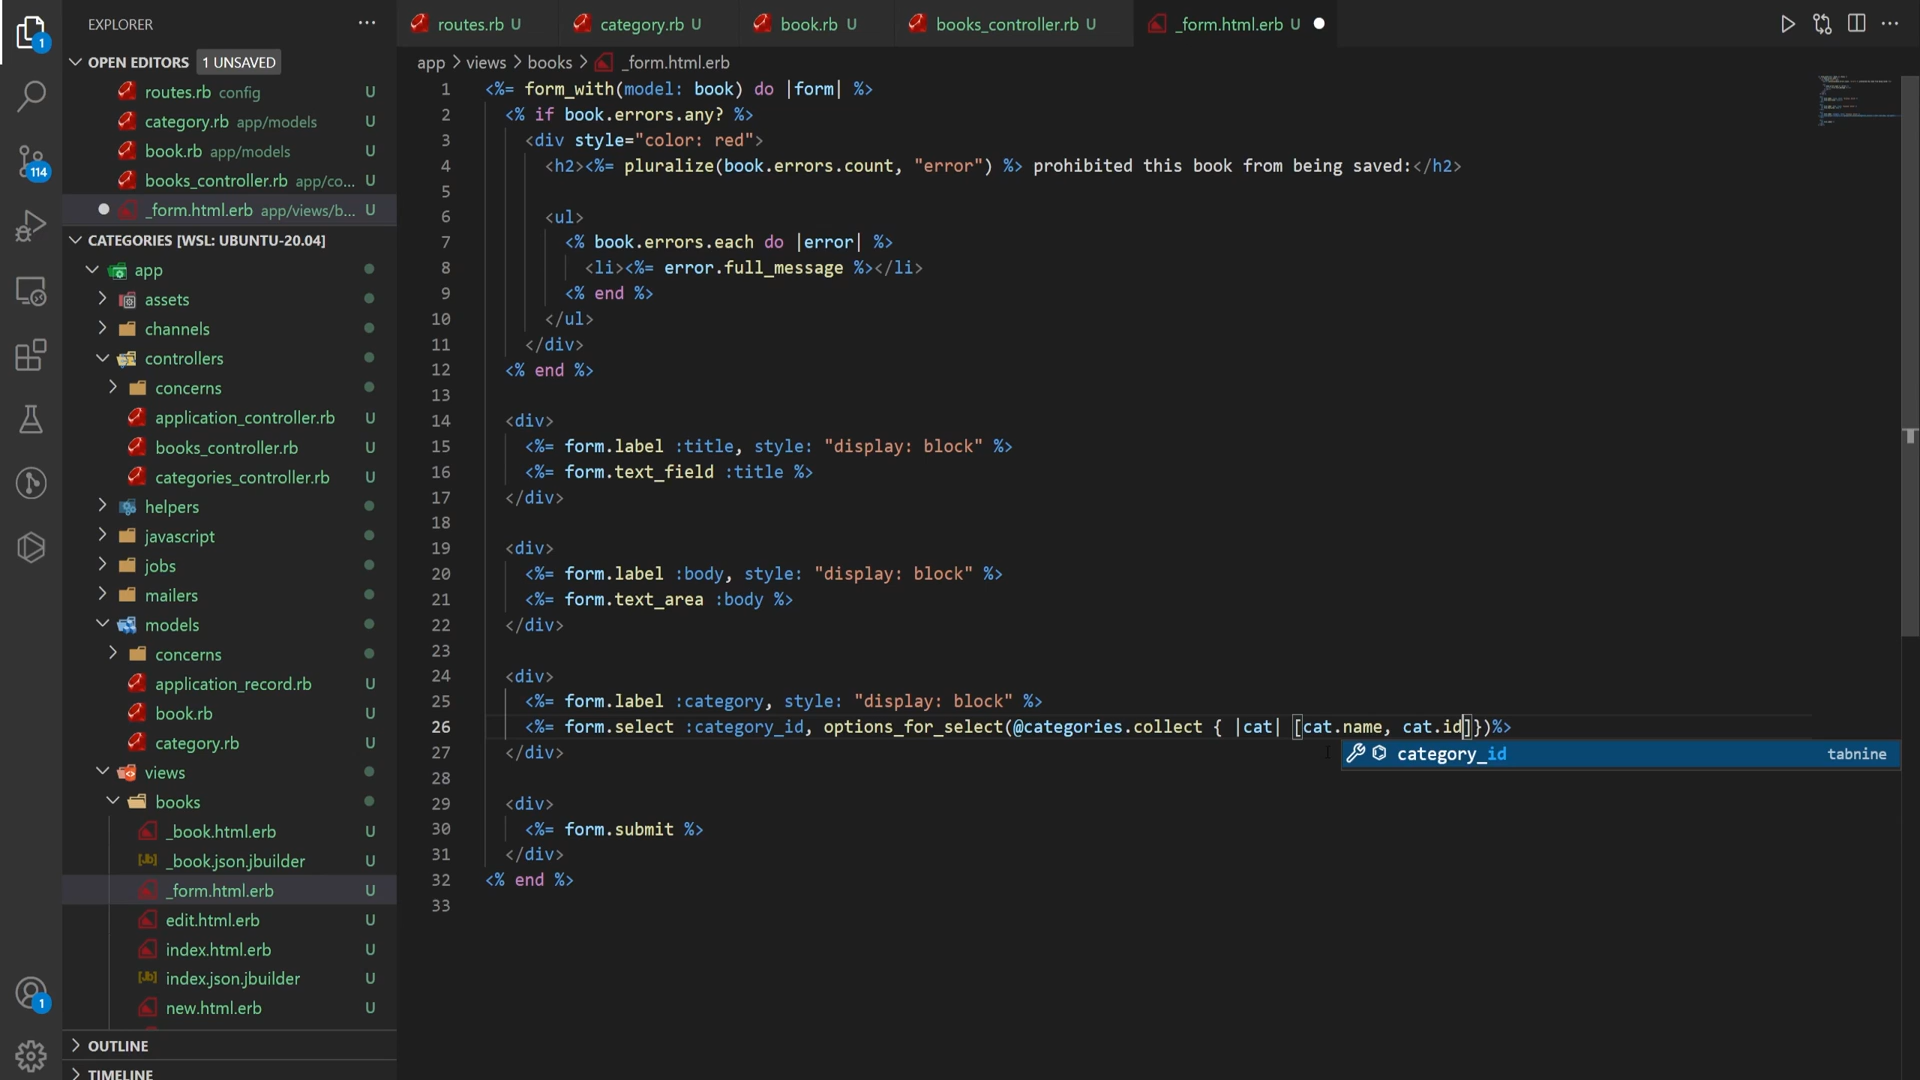 EXPLORER
OPEN EDITORS 1 UNSAVED
routes.rb config U
category.rb app/models U
book.rb app/models U
books_controller.rb app/co... U
_form.html.erb app/views/b... U
CATEGORIES [WSL: UBUNTU-20.04]
app
assets
channels
controllers
concerns
application_controller.rb U
books_controller.rb U
categories_controller.rb U
helpers
javascript
jobs
mailers
models
concerns
application_record.rb U
book.rb U
category.rb U
views
books
_book.html.erb U
_book.json.jbuilder U
_form.html.erb U
edit.html.erb U
index.html.erb U
index.json.jbuilder U
new.html.erb U
OUTLINE
TIMELINE
1
114
1
routes.rb U category.rb U book.rb U books_controller.rb U _form.html.erb U
app > views > books > _form.html.erb
1 <%= form_with(model: book) do |form| %>
2 <% if book.errors.any? %>
3 <div style="color: red">
4 <h2><%= pluralize(book.errors.count, "error") %> prohibited this book from being saved:</h2>
5
6 <ul>
7 <% book.errors.each do |error| %>
8 <li><%= error.full_message %></li>
9 <% end %>
10 </ul>
11 </div>
12 <% end %>
13
14 <div>
15 <%= form.label :title, style: "display: block" %>
16 <%= form.text_field :title %>
17 </div>
18
19 <div>
20 <%= form.label :body, style: "display: block" %>
21 <%= form.text_area :body %>
22 </div>
23
24 <div>
25 <%= form.label :category, style: "display: block" %>
26 <%= form.select :category_id, options_for_select(@categories.collect { |cat| [cat.name, cat.id]})%>
27 </div>
category_id tabnine
28
29 <div>
30 <%= form.submit %>
31 </div>
32 <% end %>
33